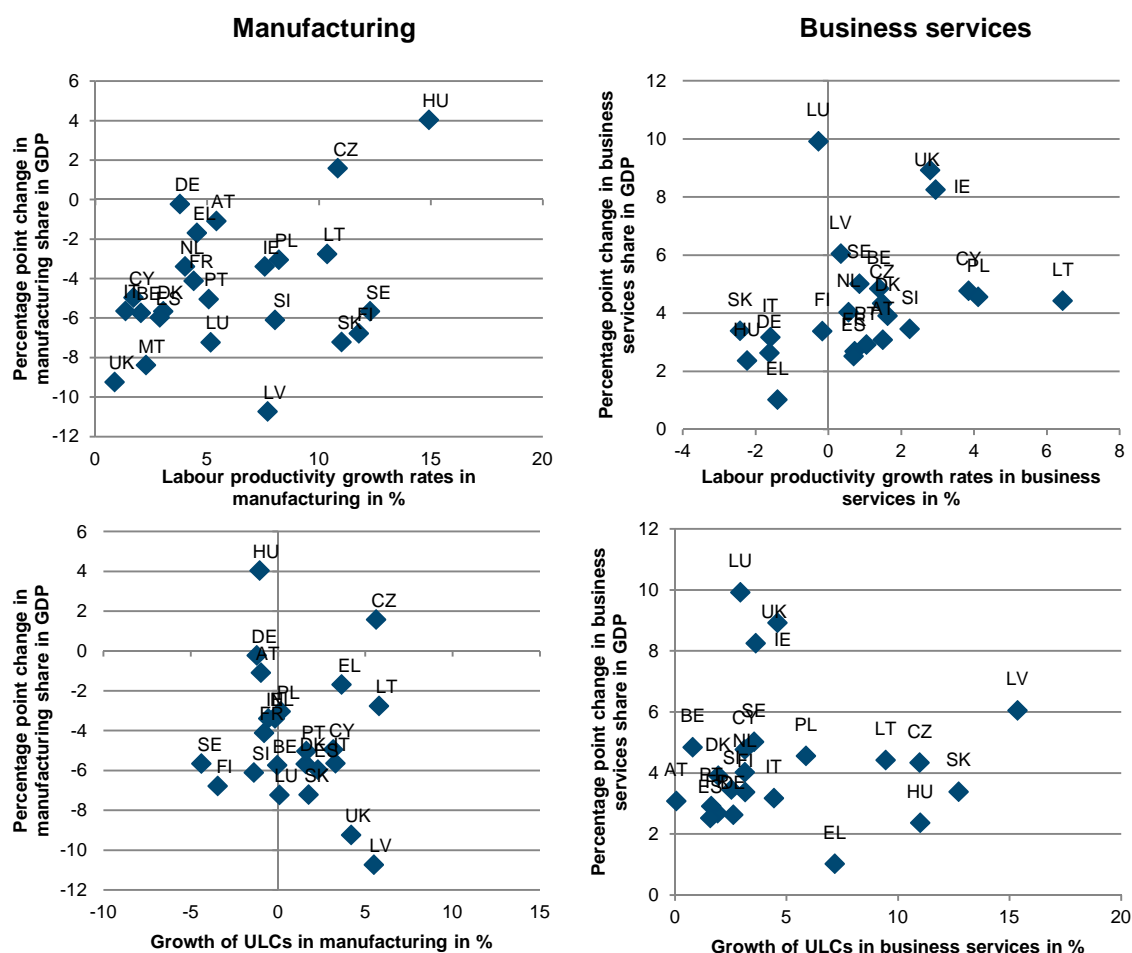 Manufacturing
Business services
Percentage point change in
manufacturing share in GDP
6
4
2
0
-2
-4
-6
-8
-10
-12
HU
CZ
DE
EL
AT
NL
FR
IE
PL
LT
CY
PT
IT
BE
ES
DK
SI
SE
FI
SK
LU
MT
UK
LV
0
5
10
15
20
Labour productivity growth rates in
manufacturing in %
Percentage point change in business
services share in GDP
12
10
8
6
4
2
0
LU
UK
IE
LV
SE
BE
CZ
CY
PL
LT
NL
DK
SI
SK
IT
FI
PT
AT
HU
DE
ES
EL
-4
-2
0
2
4
6
8
Labour productivity growth rates in business
services in %
Percentage point change in
manufacturing share in GDP
6
4
2
0
-2
-4
-6
-8
-10
-12
HU
CZ
DE
AT
EL
PL
NL
LT
FR
PT
CY
SE
SI
BE
DK
ES
IT
FI
LU
SK
UK
LV
-10
-5
0
5
10
15
Growth of ULCs in manufacturing in %
Percentage point change in business
services share in GDP
12
10
8
6
4
2
0
LU
UK
IE
LV
BE
CY
SE
PL
LT
CZ
DK
NL
SK
AT
SI
FI
IT
PT
ES
DE
HU
EL
0
5
10
15
20
Growth of ULCs in business services in %